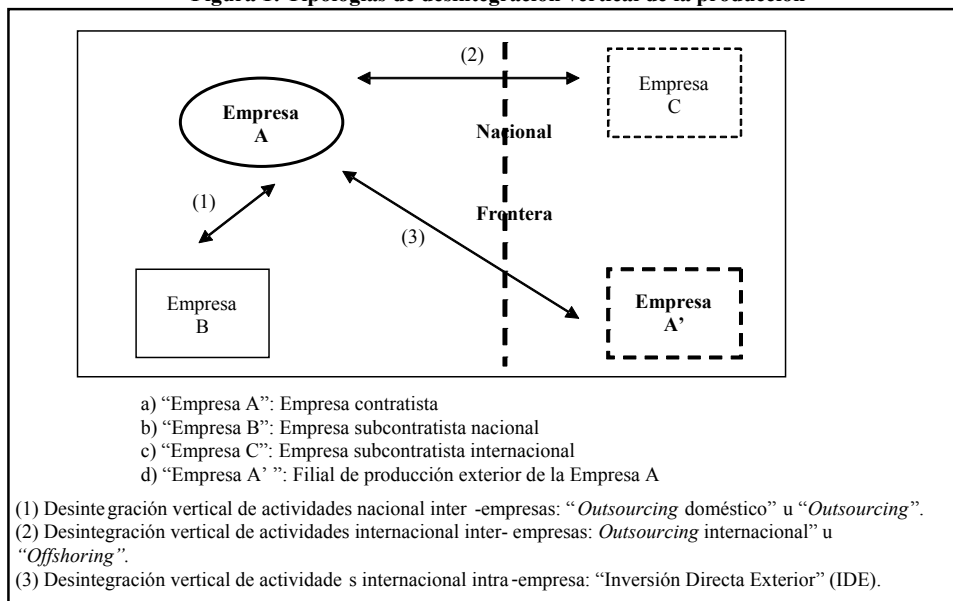 Figura 1. Tipologías de desintegración vertical de la producción
(2)
Empresa
C
Empresa
A
Nacional
(1)
Frontera
(3)
Empresa
B
Empresa
A’
a) “Empresa A”: Empresa contratista
b) “Empresa B”: Empresa subcontratista nacional
c) “Empresa C”: Empresa subcontratista internacional
d) “Empresa A’ ”: Filial de producción exterior de la Empresa A
(1) Desintegración vertical de actividades nacional inter -empresas: “Outsourcing doméstico” u “Outsourcing”.
(2) Desintegración vertical de actividades internacional inter- empresas: Outsourcing internacional” u
“Offshoring”.
(3) Desintegración vertical de actividade s internacional intra-empresa: “Inversión Directa Exterior” (IDE).